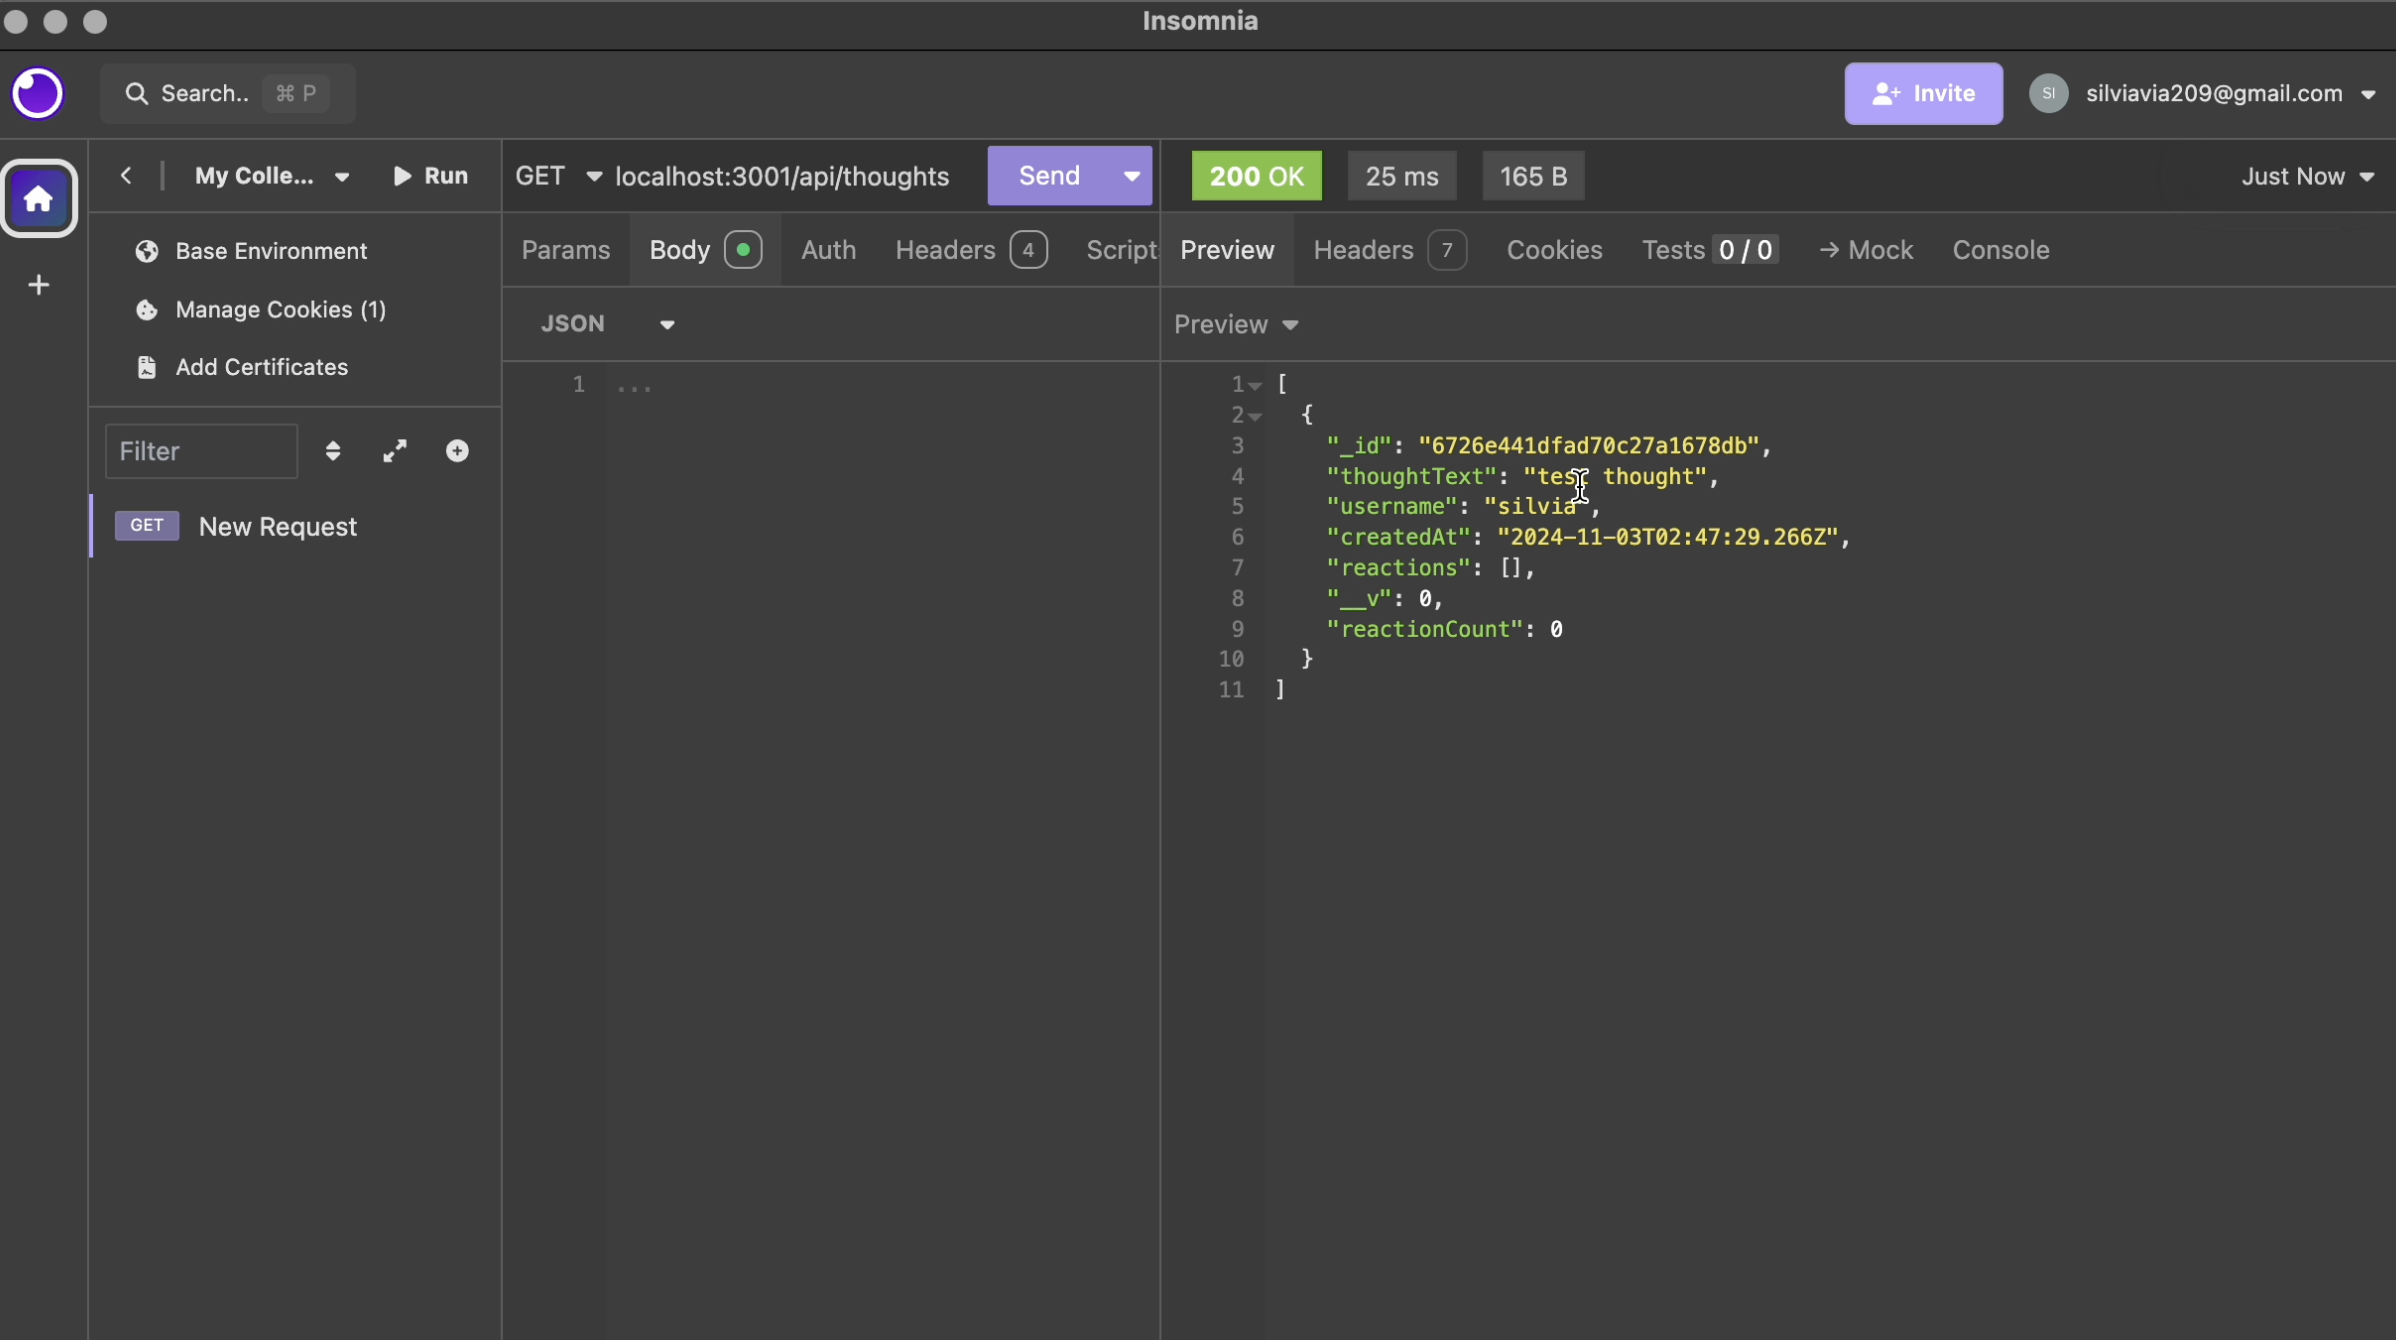 Insomnia
Search.. ⌘ P
Invite
SI
silviavia209@gmail.com
My Colle...
Run
GET
localhost:3001/api/thoughts
Send
200 OK
25 ms
165 B
Just Now
Base Environment
Manage Cookies (1)
Add Certificates
Filter
GET New Request
Params
Body
Auth
Headers 4
Script
Preview
Headers 7
Cookies
Tests 0 / 0
→ Mock
Console
JSON
1 ...
Preview
1 [
2 {
3 "_id": "6726e441dfad70c27a1678db",
4 "thoughtText": "test thought",
5 "username": "silvia",
6 "createdAt": "2024-11-03T02:47:29.266Z",
7 "reactions": [],
8 "__v": 0,
9 "reactionCount": 0
10 }
11 ]